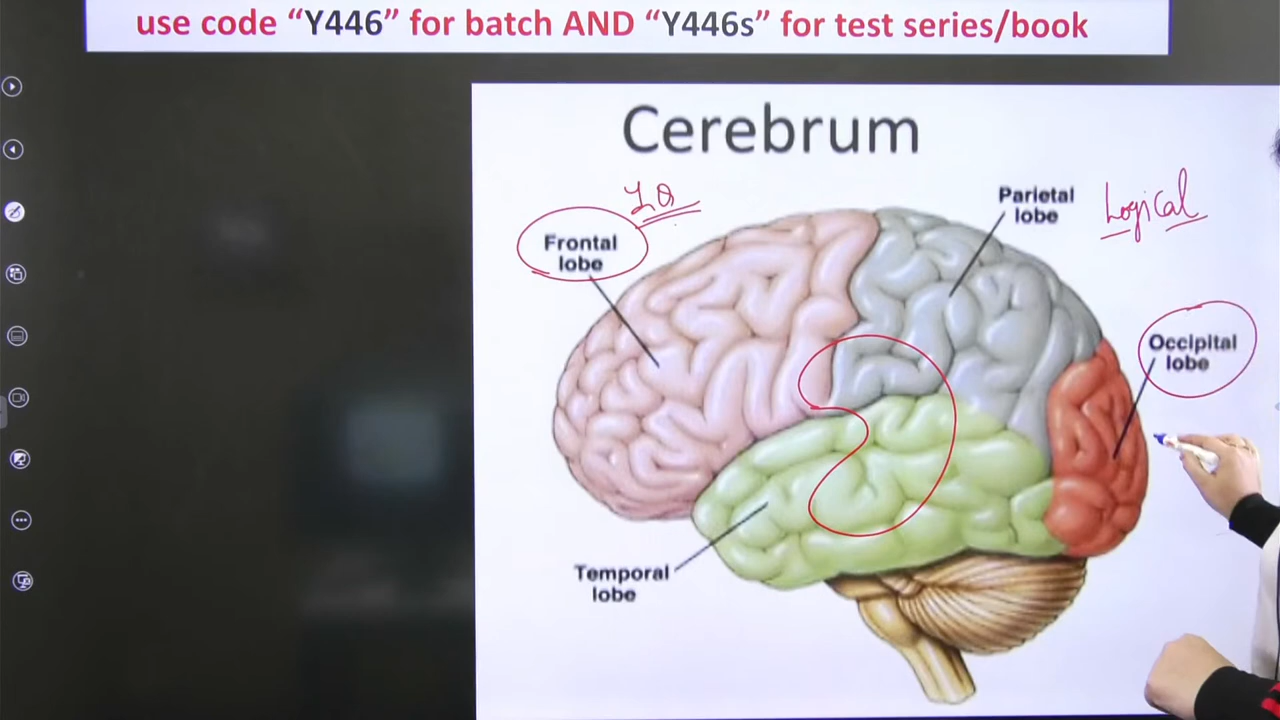 use code “Y446” for batch AND “Y446s” for test series/book
Cerebrum
IQ
Frontal
lobe
Parietal
lobe
Logical
Occipital
lobe
Temporal
lobe